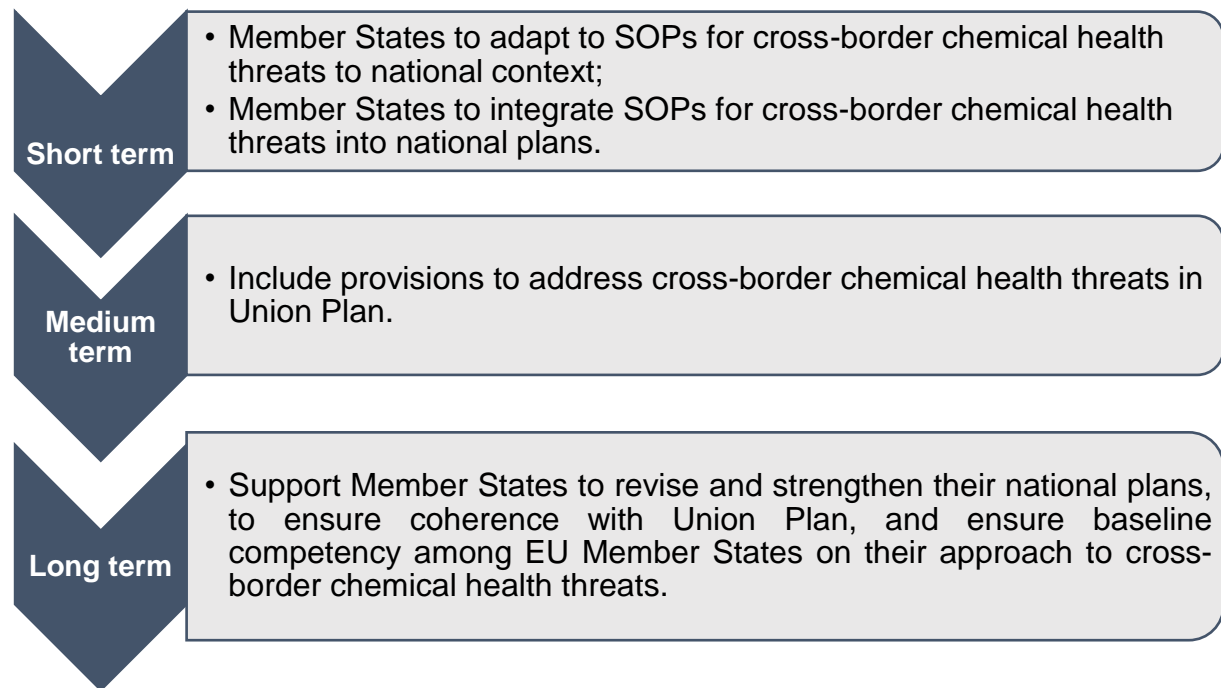 Short term
• Member States to adapt to SOPs for cross-border chemical health
threats to national context;
• Member States to integrate SOPs for cross-border chemical health
threats into national plans.
Medium
term
• Include provisions to address cross-border chemical health threats in
Union Plan.
Long term
• Support Member States to revise and strengthen their national plans,
to ensure coherence with Union Plan, and ensure baseline
competency among EU Member States on their approach to cross-
border chemical health threats.